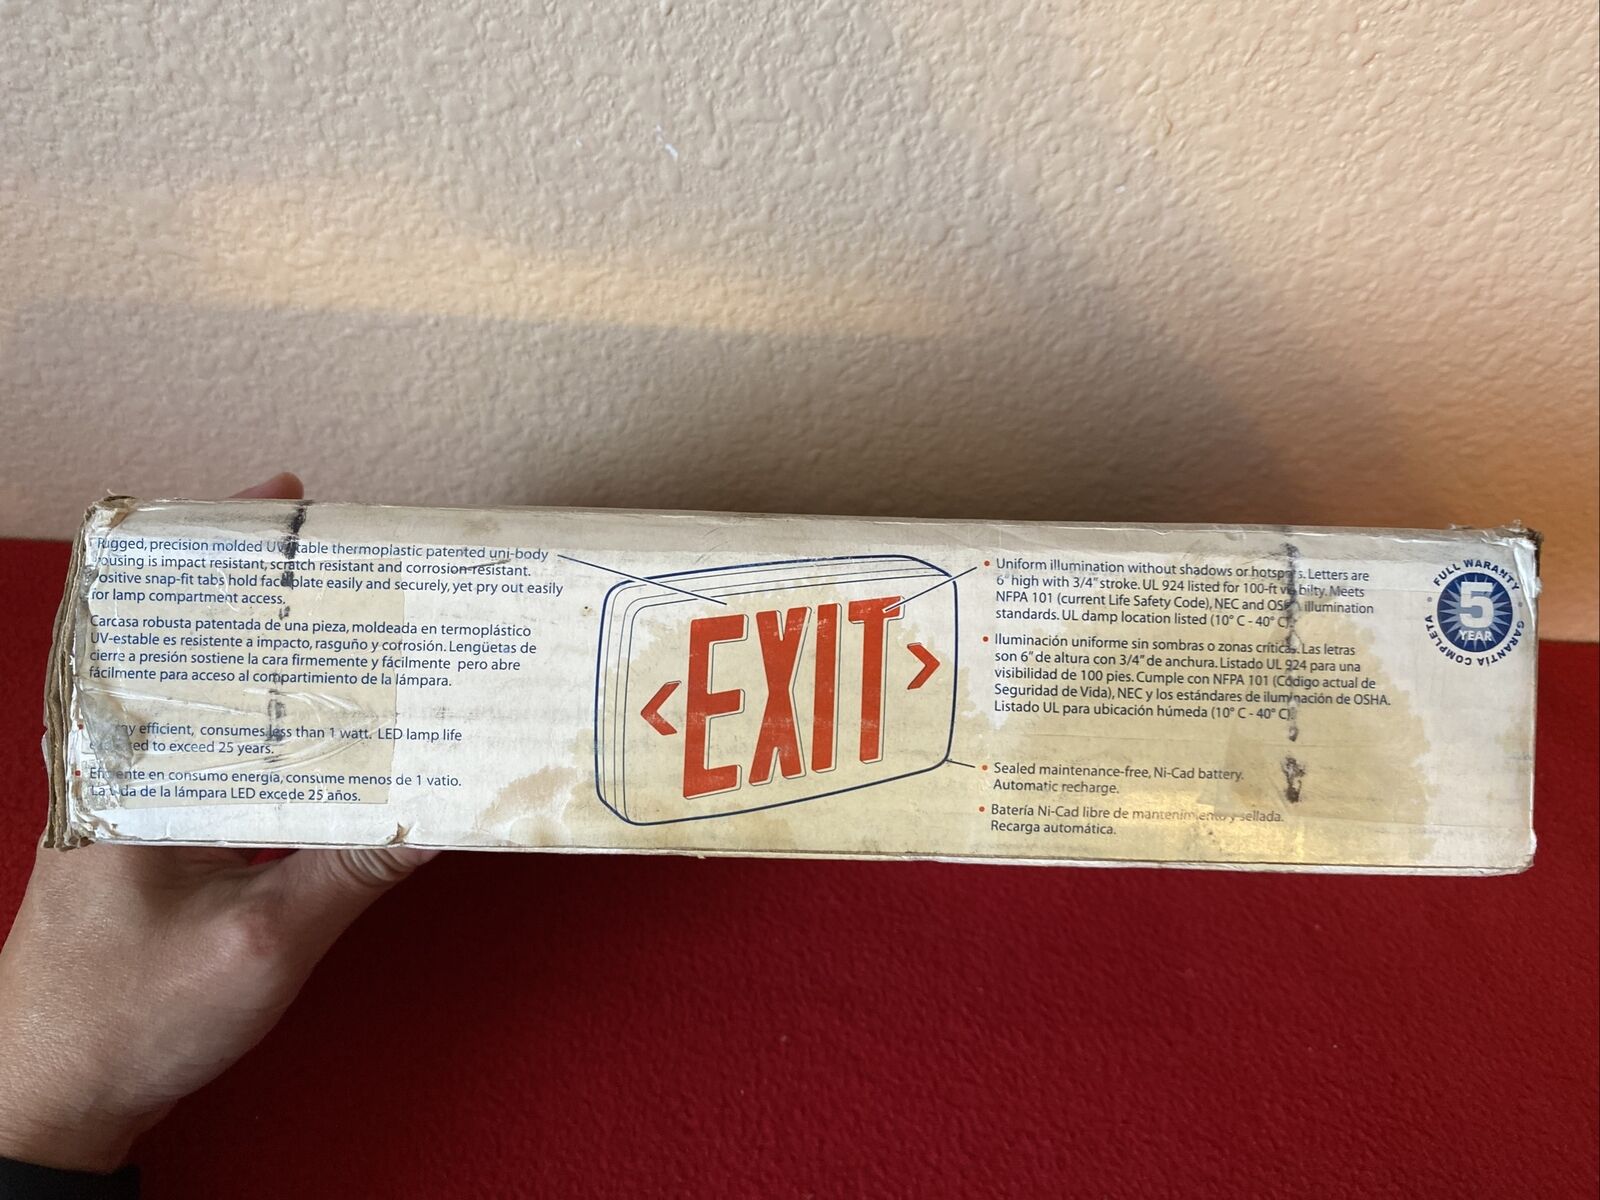 Rugged, precision molded UV stable thermoplastic patented uni-body
housing is impact resistant, scratch resistant and corrosion-resistant.
Positive snap-fit tabs hold faceplate easily and securely, yet pry out easily
for lamp compartment access.
Carcasa robusta patentada de una pieza, moldeada en termoplástico
UV-estable es resistente a impacto, rasguño y corrosión. Lengüetas de
cierre a presión sostiene la cara firmemente y fácilmente pero abre
fácilmente para acceso al compartimiento de la lámpara.
efficient, consumes less than 1 watt. LED lamp life
to exceed 25 years.
Eficiente en consumo energía, consume menos de 1 vatio.
La vida de la lámpara LED excede 25 años.
< EXIT >
• Uniform illumination without shadows or hotspots. Letters are
6" high with 3/4" stroke. UL 924 listed for 100-ft Meets
NFPA 101 (current Life Safety Code), NEC and OSHA illumination
standards. UL damp location listed (10° C - 40° C).
• Iluminación uniforme sin sombras o zonas críticas. Las letras
son 6" de altura con 3/4" de anchura. Listado UL 924 para una
visibilidad de 100 pies. Cumple con NFPA 101 (Código actual de
Seguridad de Vida), NEC y los estándares de iluminación de OSHA.
Listado UL para ubicación húmeda (10° C - 40° C).
• Sealed maintenance-free, Ni-Cad battery.
Automatic recharge.
• Batería Ni-Cad libre de mantenimiento y sellada.
Recarga automática.
FULL WARANTY
5
YEAR
GARANTÍA COMPLETA